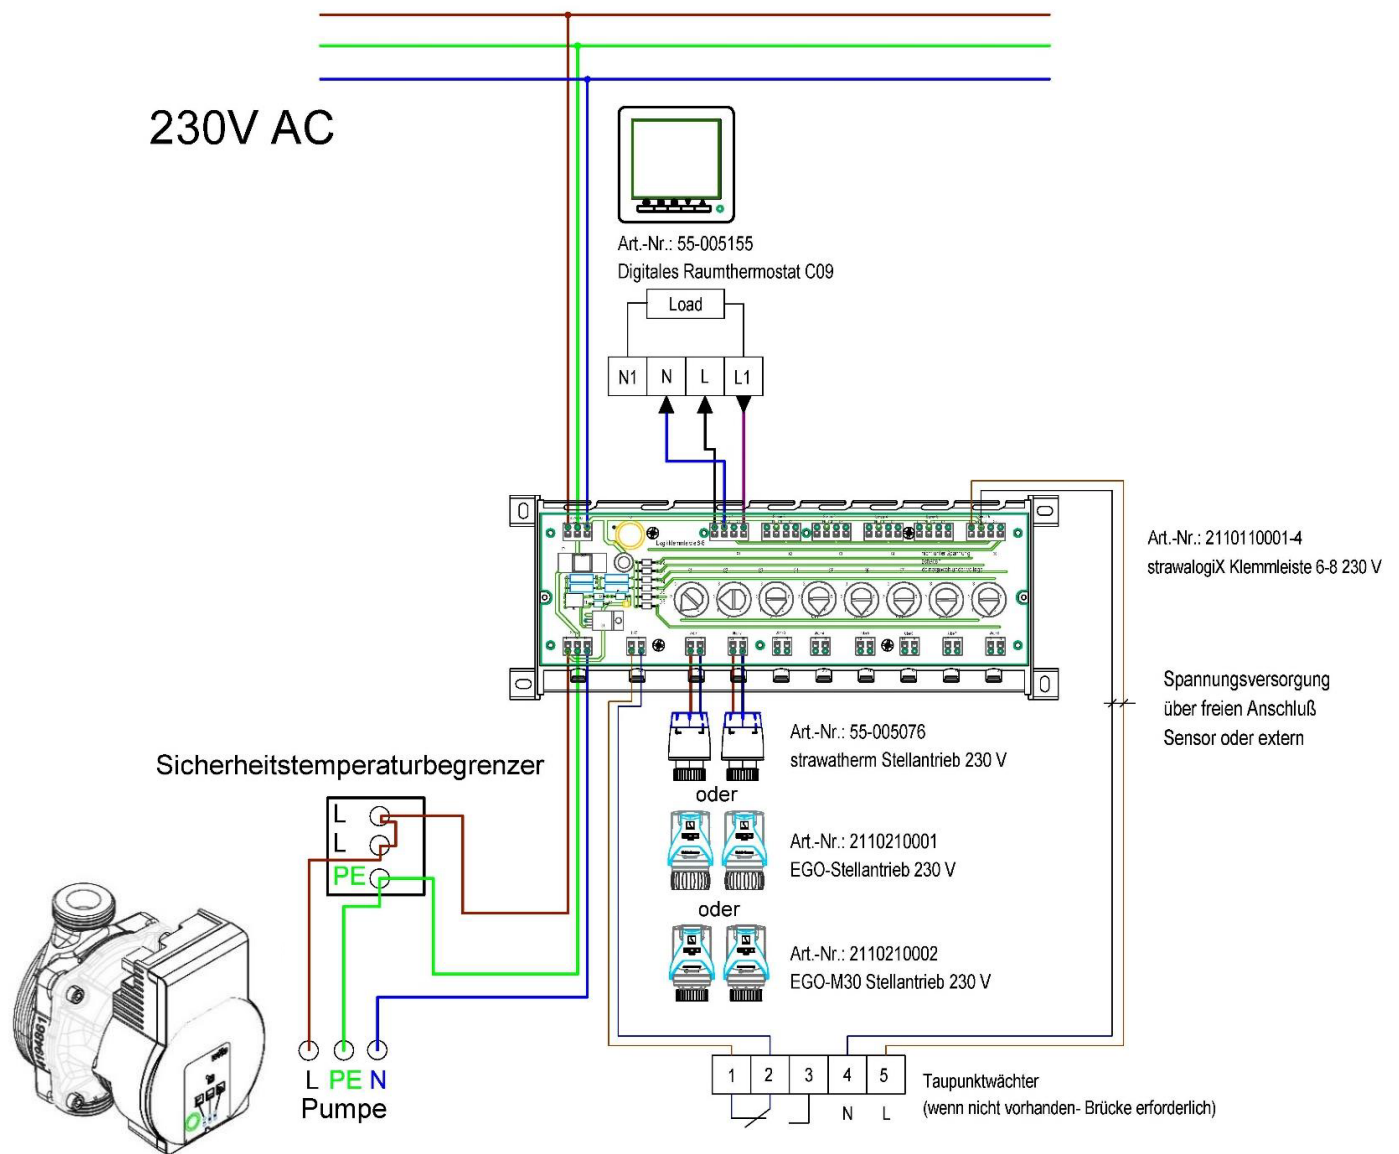 230V AC
Art.-Nr.: 55-005155
Digitales Raumthermostat C09
Load
N1 N L L1
Art.-Nr.: 2110110001-4
strawalogiX Klemmleiste 6-8 230 V
Spannungsversorgung
über freien Anschluß
Sensor oder extern
Art.-Nr.: 55-005076
strawatherm Stellantrieb 230 V
oder
Art.-Nr.: 2110210001
EGO-Stellantrieb 230 V
oder
Art.-Nr.: 2110210002
EGO-M30 Stellantrieb 230 V
Sicherheitstemperaturbegrenzer
L
L
PE
L PE N
Pumpe
1 2 3 4 5
N L
Taupunktwächter
(wenn nicht vorhanden- Brücke erforderlich)